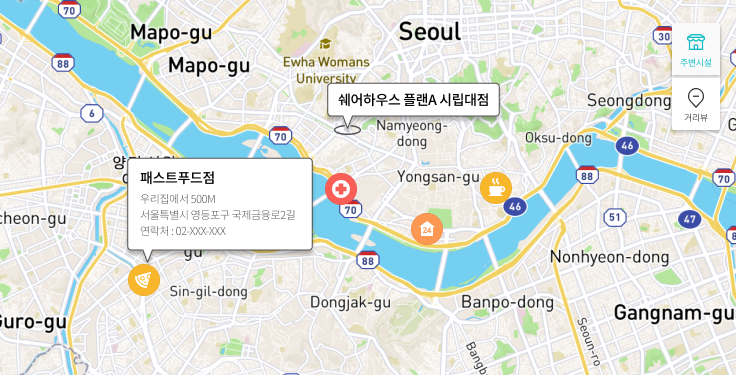 70
Mapo-gu
Seoul
30
88
Mapo-gu
Ewha Womans
University
주변시설
쉐어하우스 플랜A 시립대점
Seongdong
6
거리뷰
70
Namyeong-
dong
Oksu-dong
46
패스트푸드점
우리집에서 500M
서울특별시 영등포구 국제금융로2길
연락처 : 02-XXX-XXX
Yongsan-gu
88
70
cheon-gu
70
46
51
47
24
gu
88
Nonhyeon-dong
Sin-gil-dong
Dongjak-gu
Banpo-dong
Guro-gu
Gangnam-gu
Seoun-ro